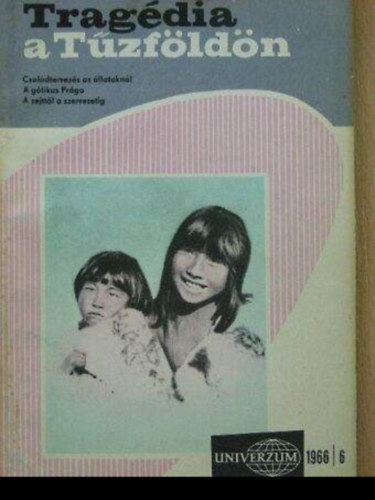 Tragédia
a Tűzföldön
Családtervezés az állatoknál
A gótikus Prága
A sejttől a szervezetig
UNIVERZUM 1966/6